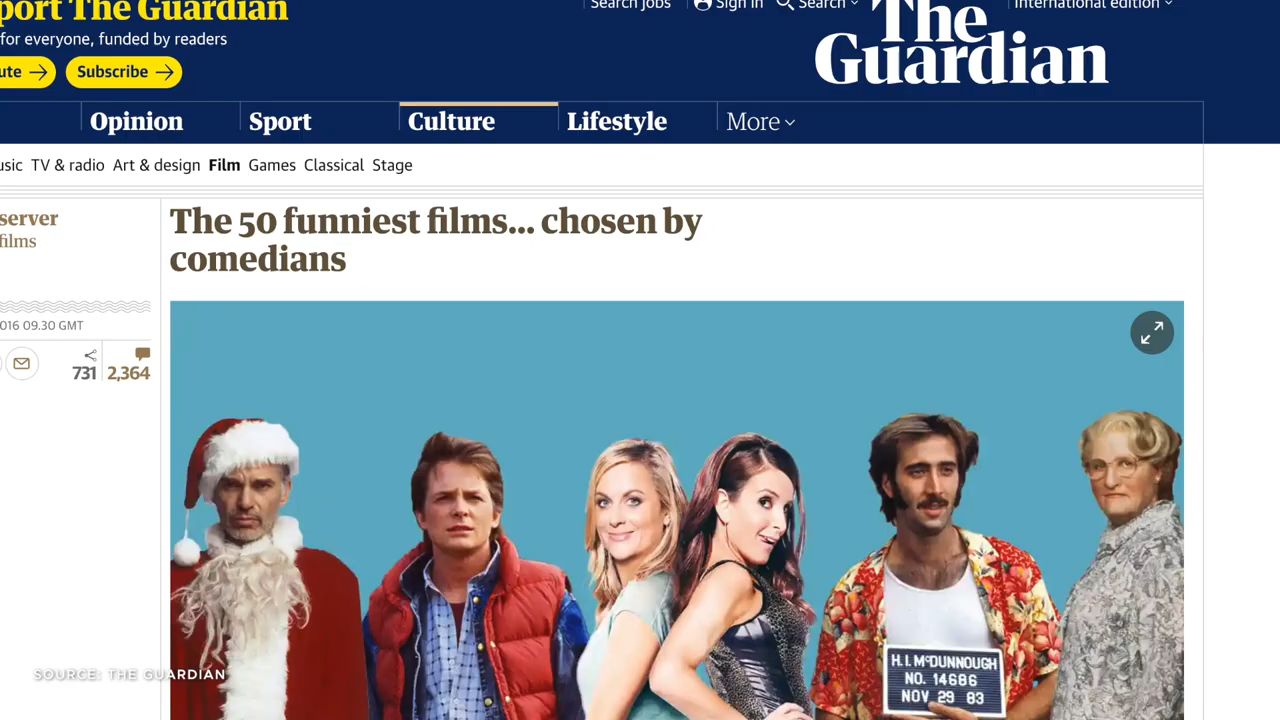 port The Guardian
for everyone, funded by readers
ute → Subscribe →
Search jobs Sign in Search International edition
The
Guardian
Opinion Sport Culture Lifestyle More
usic TV & radio Art & design Film Games Classical Stage
server
films
The 50 funniest films... chosen by
comedians
016 09.30 GMT
731 2,364
H.I. McDUNNOUGH
NO. 14686
NOV 29 83
SOURCE: THE GUARDIAN